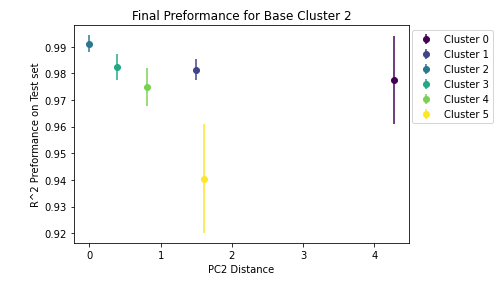 Final Preformance for Base Cluster 2
R^2 Preformance on Test set
0.99
0.98
0.97
0.96
0.95
0.94
0.93
0.92
0
1
2
3
4
PC2 Distance
Cluster 0
Cluster 1
Cluster 2
Cluster 3
Cluster 4
Cluster 5